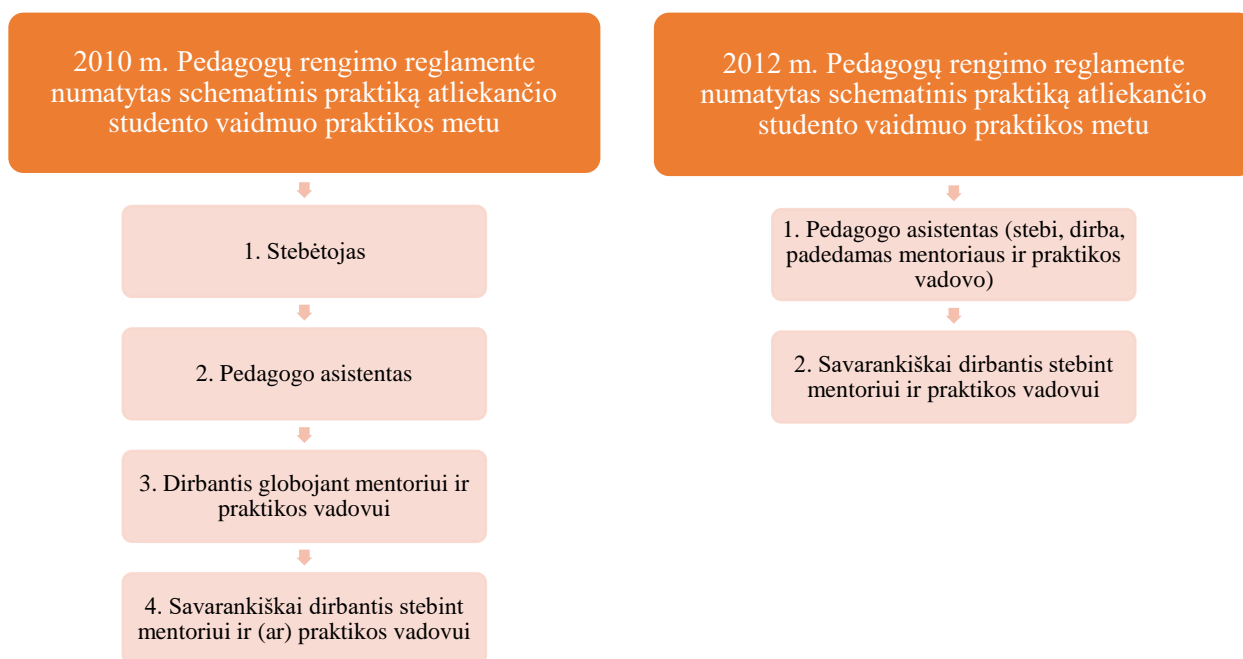 2010 m. Pedagogų rengimo reglamente
numatytas schematinis praktiką atliekančio
studento vaidmuo praktikos metu
1. Stebėtojas
2. Pedagogo asistentas
3. Dirbantis globojant mentoriui ir
praktikos vadovui
4. Savarankiškai dirbantis stebint
mentoriui ir (ar) praktikos vadovui
2012 m. Pedagogų rengimo reglamente
numatytas schematinis praktiką atliekančio
studento vaidmuo praktikos metu
1. Pedagogo asistentas (stebi, dirba,
padedamas mentoriaus ir praktikos
vadovo)
2. Savarankiškai dirbantis stebint
mentoriui ir praktikos vadovui